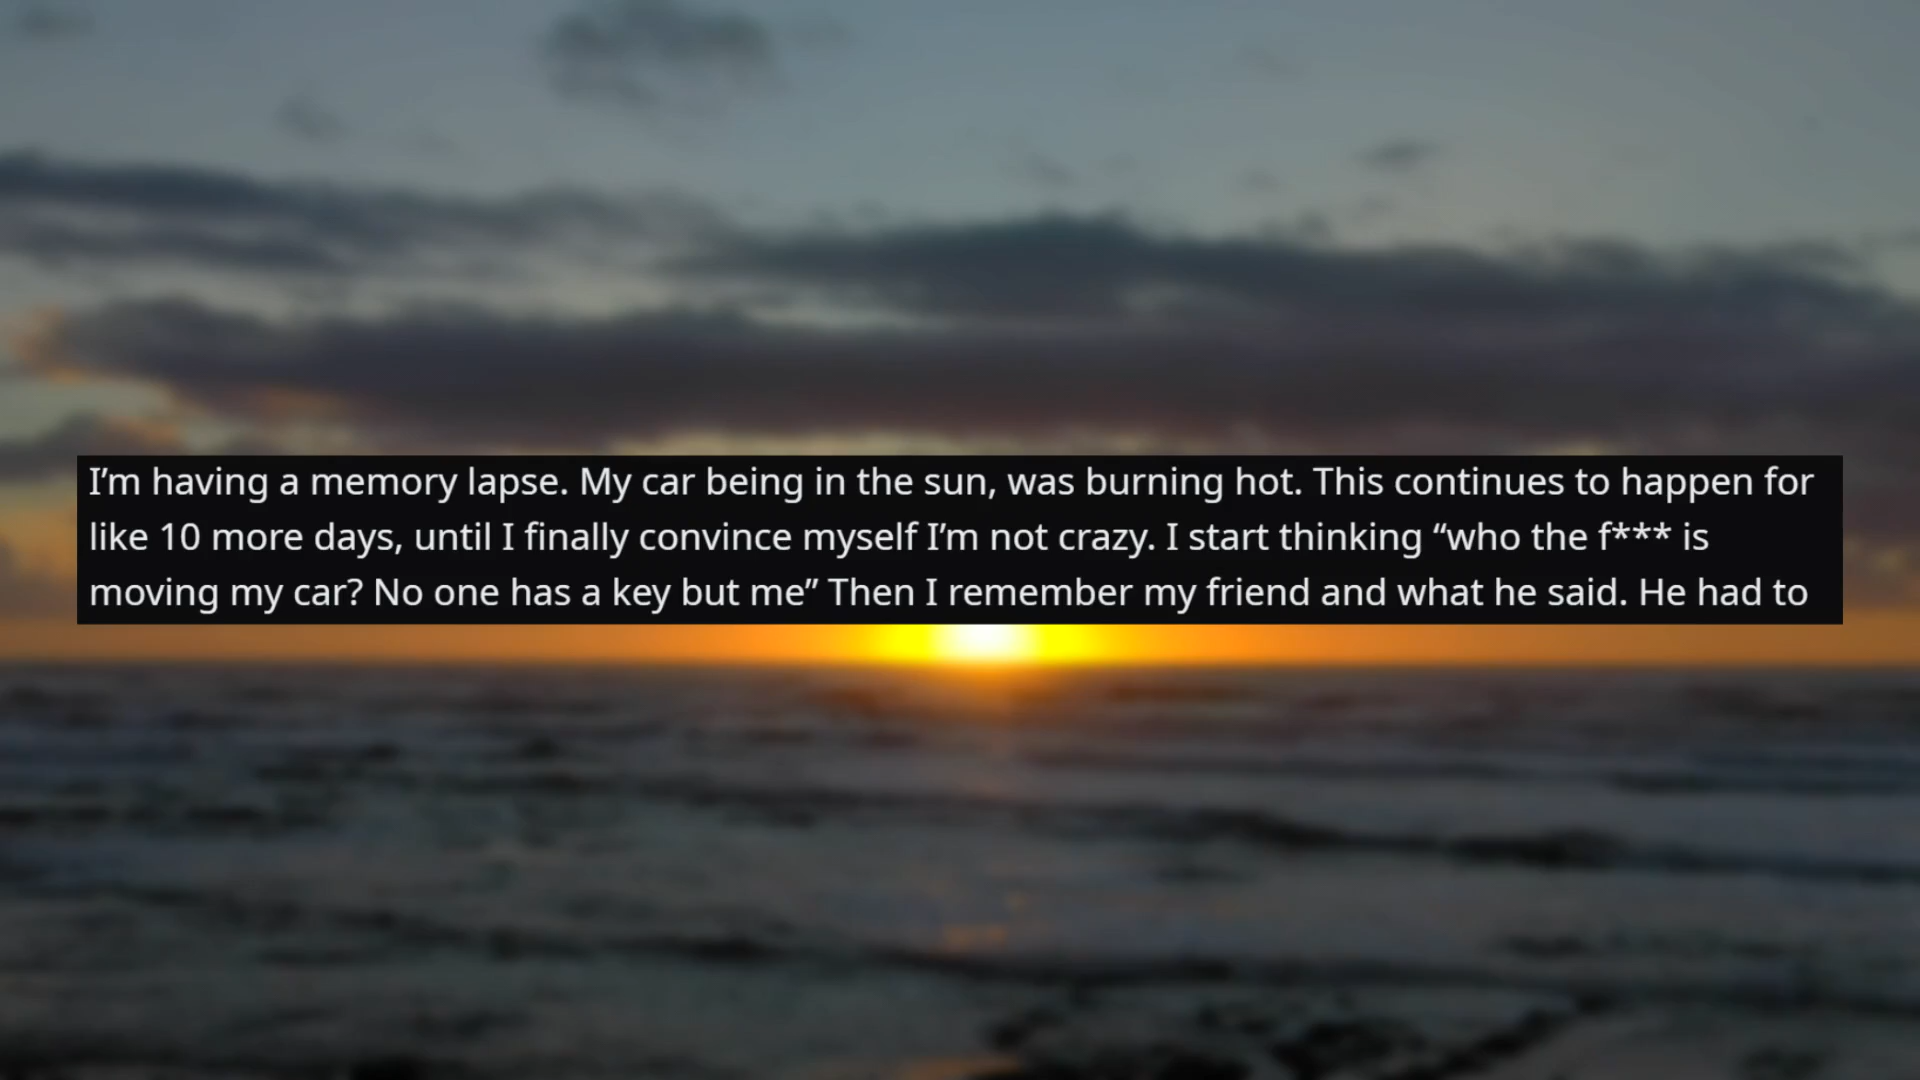 I’m having a memory lapse. My car being in the sun, was burning hot. This continues to happen for
like 10 more days, until I finally convince myself I’m not crazy. I start thinking “who the f*** is
moving my car? No one has a key but me” Then I remember my friend and what he said. He had to